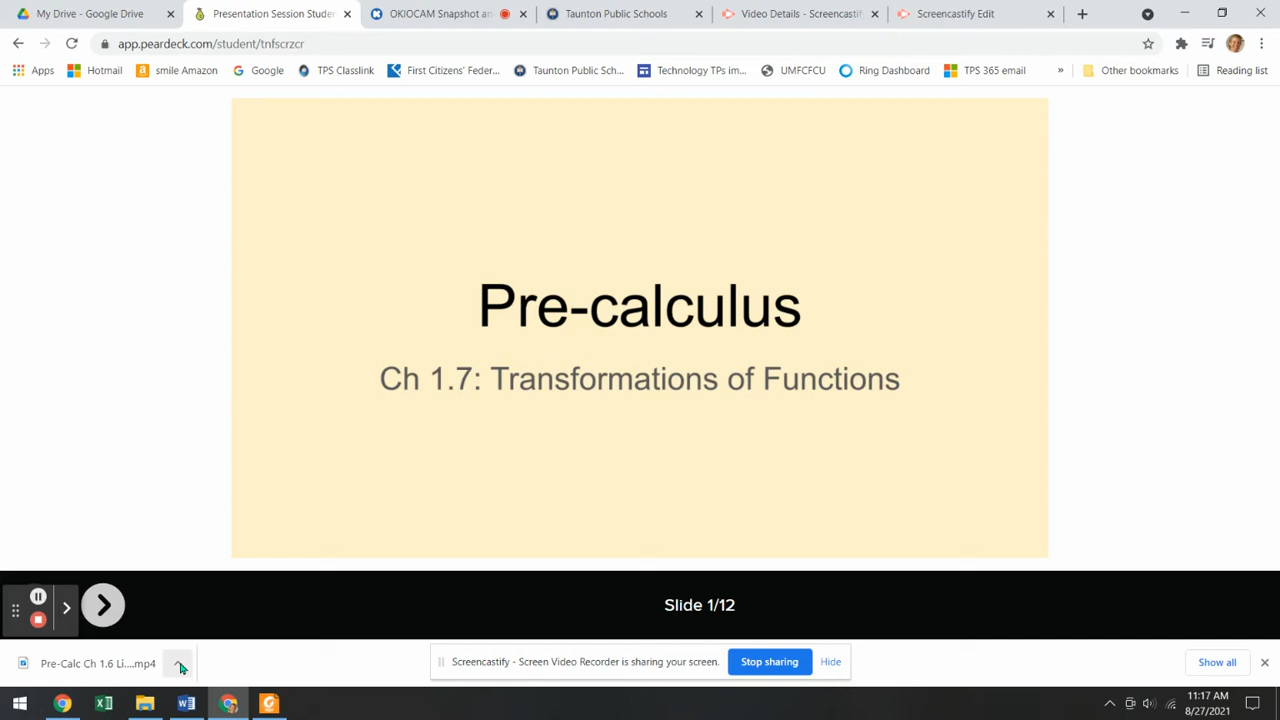 My Drive - Google Drive
Presentation Session Studen
OKIOCAM Snapshot an
Taunton Public Schools
Video Details - Screencastif
Screencastify Edit
app.peardeck.com/student/tnfscrzcr
Apps
Hotmail
smile Amazon
Google
TPS Classlink
First Citizens' Feder...
Taunton Public Sch...
Technology TPs im...
UMFCFCU
Ring Dashboard
TPS 365 email
»
Other bookmarks
Reading list
Pre-calculus
Ch 1.7: Transformations of Functions
Slide 1/12
Pre-Calc Ch 1.6 Li....mp4
Screencastify - Screen Video Recorder is sharing your screen.
Stop sharing
Hide
Show all
11:17 AM
8/27/2021